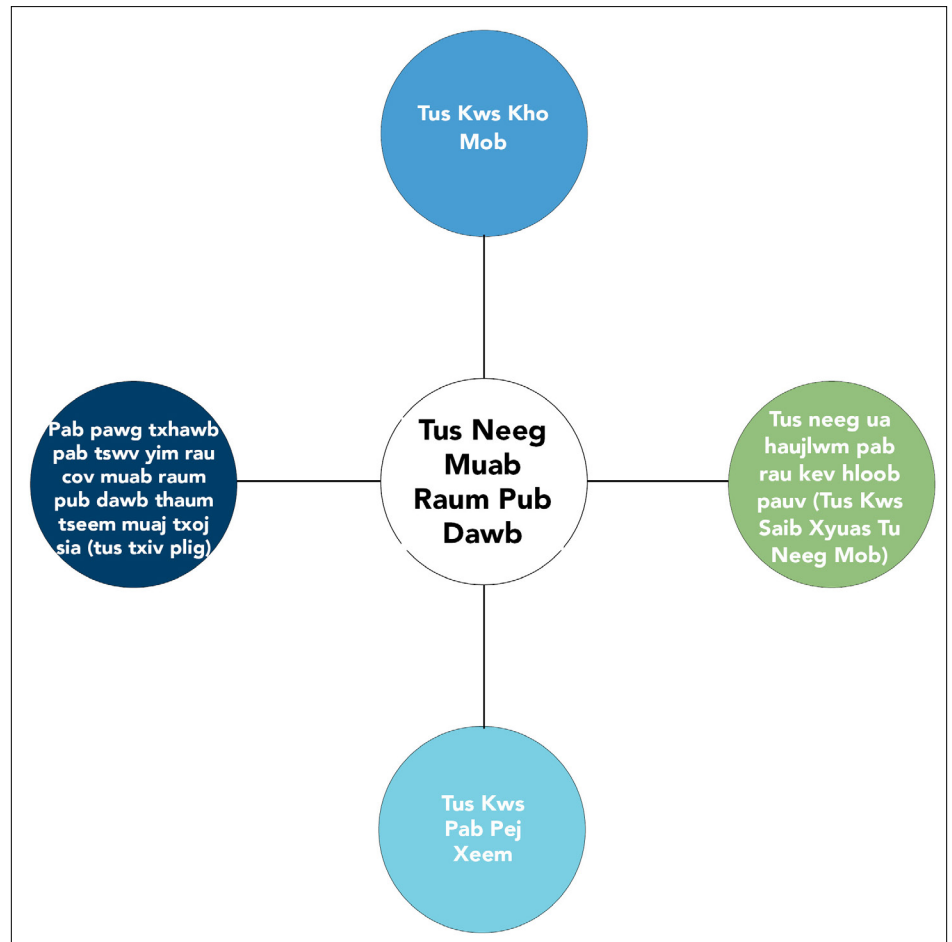 Tus Kws Kho
Mob
Pab pawg txhawb
pab tswv yim rau
cov muab raum
pub dawb thaum
tseem muaj txoj
sia (tus txiv plig)
Tus Neeg
Muab
Raum Pub
Dawb
Tus neeg ua
haujlwm pab
rau kev hloob
pauv (Tus Kws
Saib Xyuas Tu
Neeg Mob)
Tus Kws
Pab Pej
Xeem